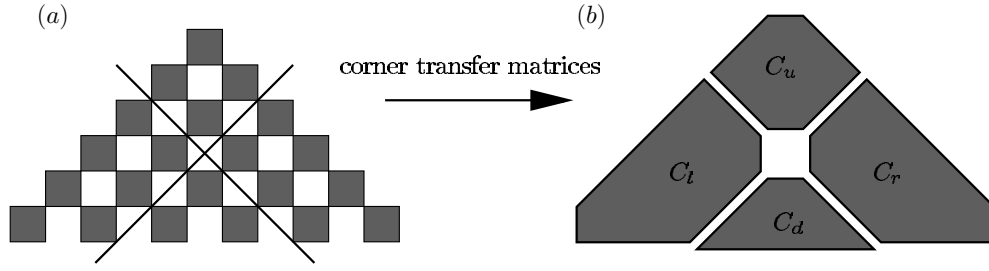 (a)
(b)
corner transfer matrices
C_u
C_l
C_r
C_d